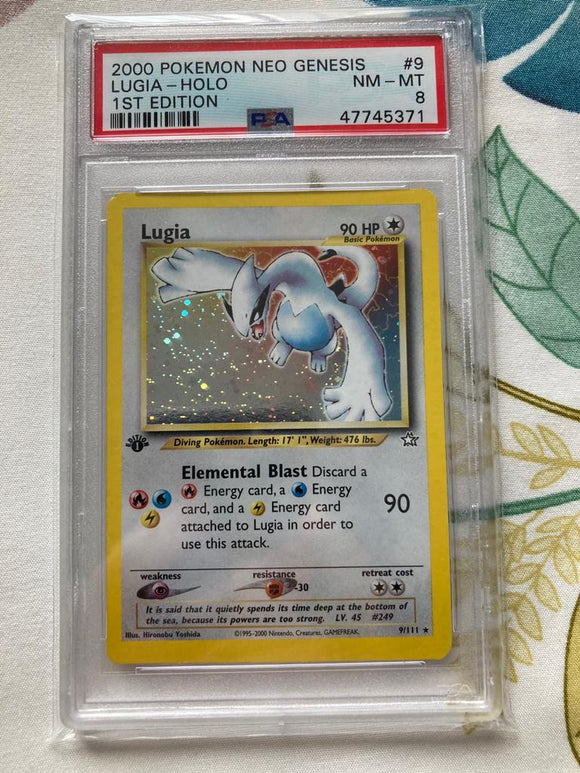 2000 POKEMON NEO GENESIS #9
LUGIA-HOLO NM-MT
1ST EDITION 8
PSA 47745371
Lugia 90 HP
Basic Pokémon
EDITION 1
Diving Pokémon. Length: 17' 1", Weight: 476 lbs.
Elemental Blast Discard a
Energy card, a Energy
card, and a Energy card
attached to Lugia in order to
use this attack.
90
weakness resistance retreat cost
-30
It is said that it quietly spends its time deep at the bottom of
the sea, because its powers are too strong. LV. 45 #249
Illus. Hironobu Yoshida ©1995-2000 Nintendo, Creatures, GAMEFREAK. 9/111 ★